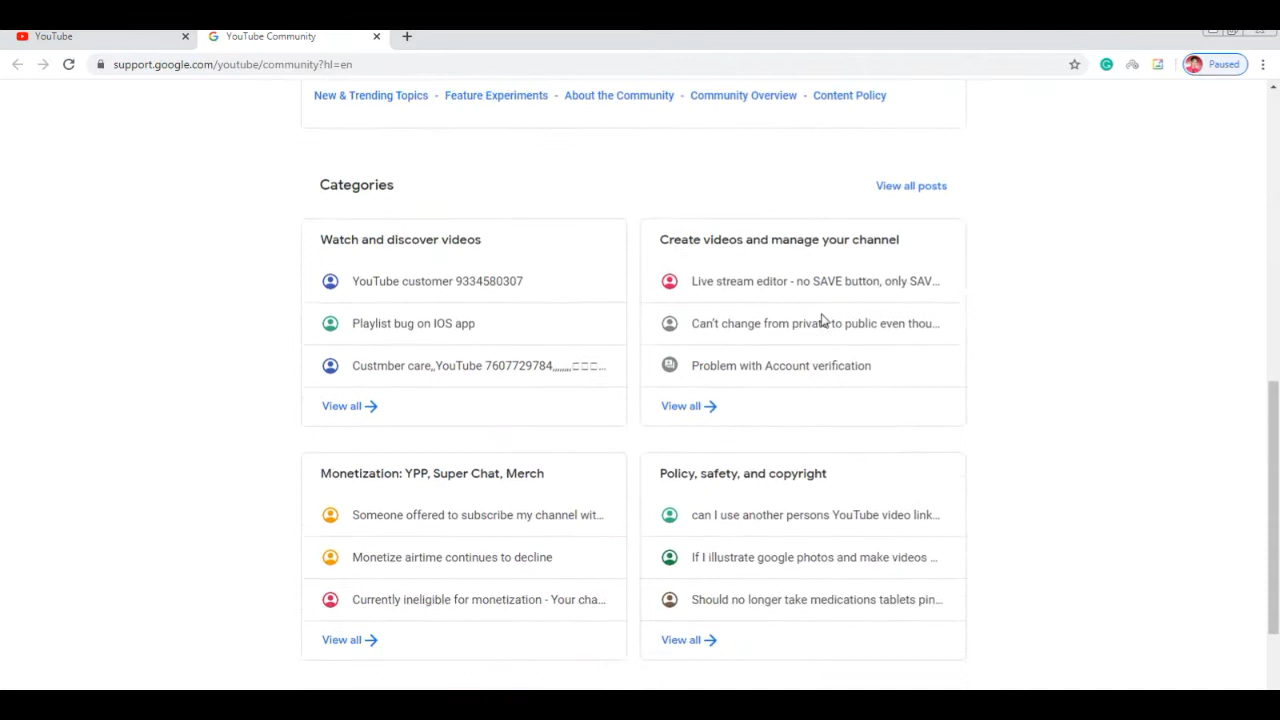 YouTube
YouTube Community
support.google.com/youtube/community?hl=en
Paused
New & Trending Topics - Feature Experiments - About the Community - Community Overview - Content Policy
Categories
View all posts
Watch and discover videos
YouTube customer 9334580307
Playlist bug on IOS app
Custmber care,,YouTube 7607729784,,,,,,,,□□□...
View all
Create videos and manage your channel
Live stream editor - no SAVE button, only SAV...
Can't change from private to public even thou...
Problem with Account verification
View all
Monetization: YPP, Super Chat, Merch
Someone offered to subscribe my channel wit...
Monetize airtime continues to decline
Currently ineligible for monetization - Your cha...
View all
Policy, safety, and copyright
can I use another persons YouTube video link...
If I illustrate google photos and make videos ...
Should no longer take medications tablets pin...
View all